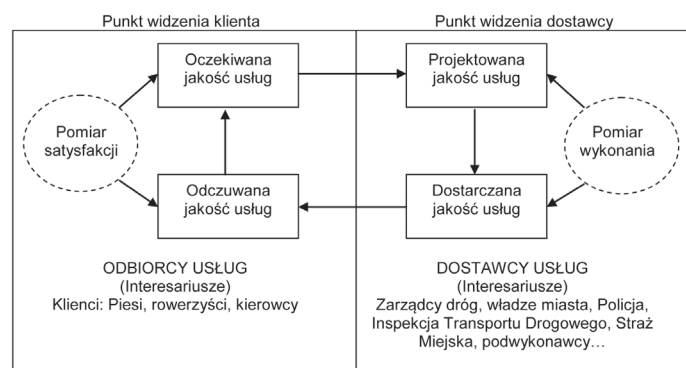 Punkt widzenia klienta
Punkt widzenia dostawcy
Oczekiwana
jakość usług
Projektowana
jakość usług
Pomiar
satysfakcji
Pomiar
wykonania
Odczuwana
jakość usług
Dostarczana
jakość usług
ODBIORCY USŁUG
(Interesariusze)
Klienci: Piesi, rowerzyści, kierowcy
DOSTAWCY USŁUG
(Interesariusze)
Zarządcy dróg, władze miasta, Policja,
Inspekcja Transportu Drogowego, Straż
Miejska, podwykonawcy…